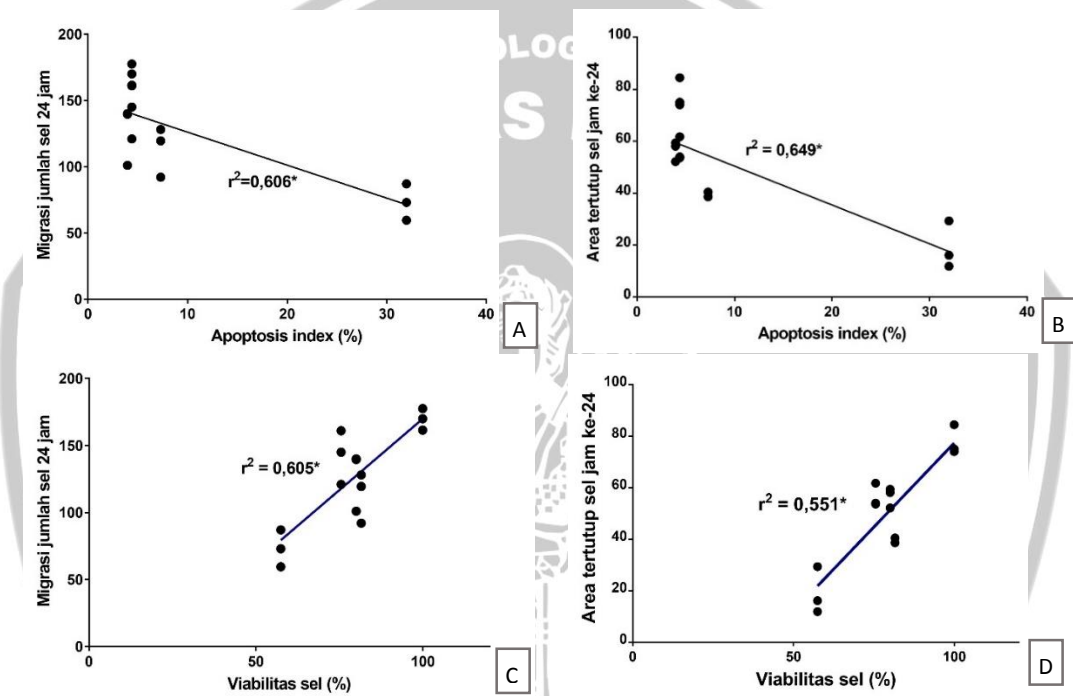 OLOG
S
200
150
100
50
0
Migrasi jumlah sel 24 jam
r²=0,606*
0 10 20 30 40
Apoptosis index (%)
A
100
80
60
40
20
0
Area tertutup sel jam ke-24
r² = 0,649*
0 10 20 30 40
Apoptosis index (%)
B
200
150
100
50
0
Migrasi jumlah sel 24 jam
r² = 0,605*
0 50 100
Viabilitas sel (%)
C
100
80
60
40
20
0
Area tertutup sel jam ke-24
r² = 0,551*
0 50 100
Viabilitas sel (%)
D